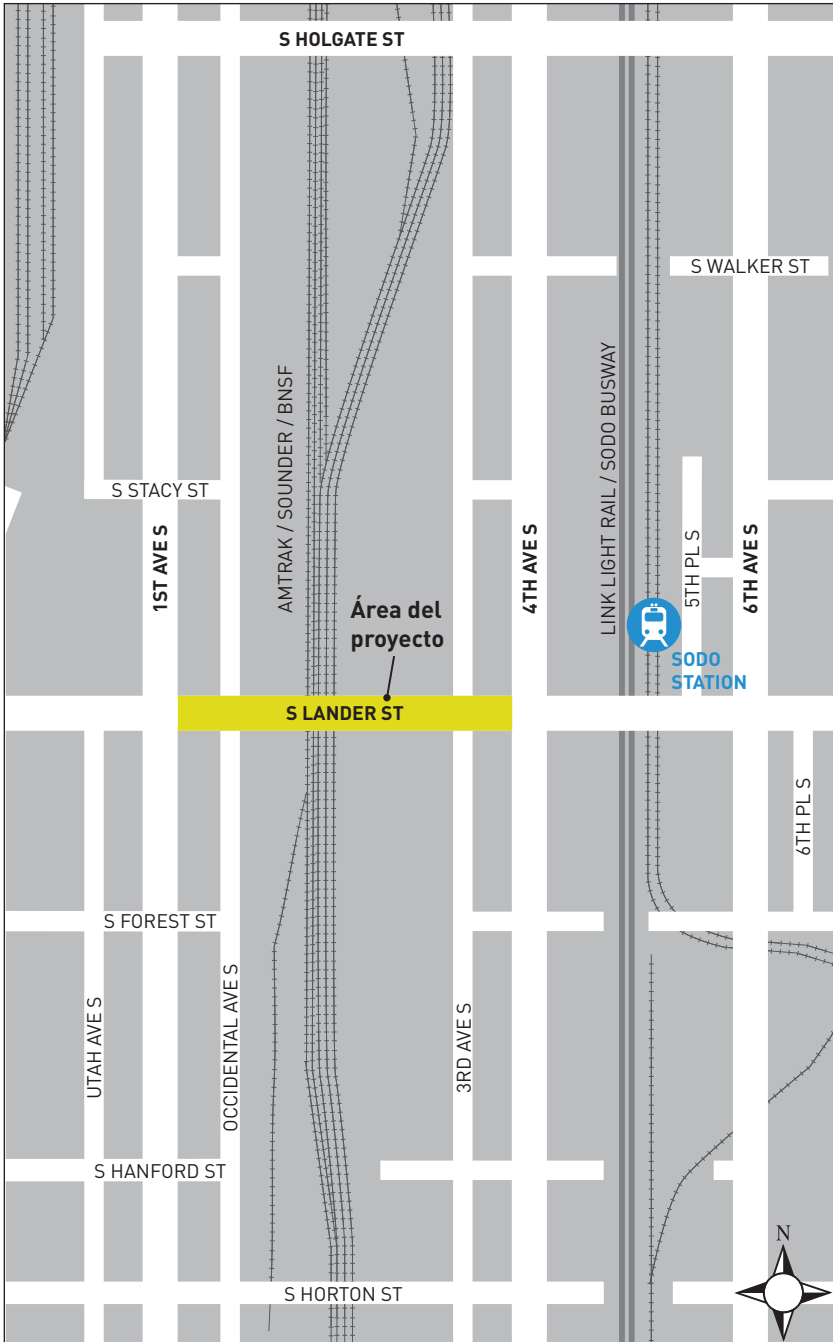 S HOLGATE ST
S WALKER ST
AMTRAK / SOUNDER / BNSF
LINK LIGHT RAIL / SODO BUSWAY
S STACY ST
1ST AVE S
4TH AVE S
5TH PL S
6TH AVE S
Área del
proyecto
SODO
STATION
S LANDER ST
6TH PL S
S FOREST ST
UTAH AVE S
OCCIDENTAL AVE S
3RD AVE S
S HANFORD ST
N
S HORTON ST